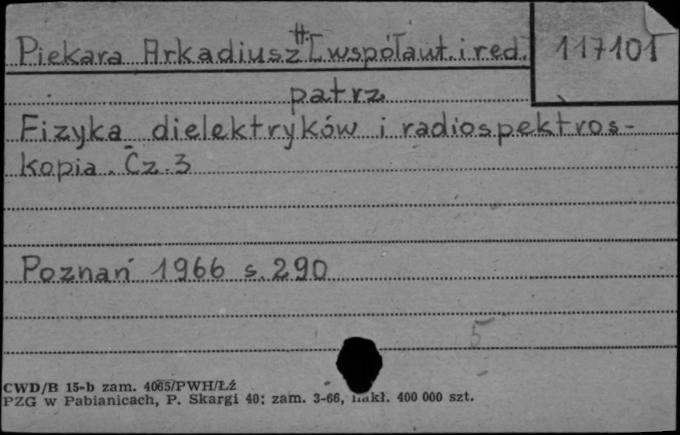 Piekara Arkadiusz H. [współaut. i red. 117101
patrz
Fizyka dielektryków i radiospektros-
kopia. Cz. 3
Poznań 1966 s. 290
5
CWD/B 15-b zam. 4065/PWH/Łź
PZG w Pabianicach, P. Skargi 40; zam. 3-66, nakł. 400 000 szt.